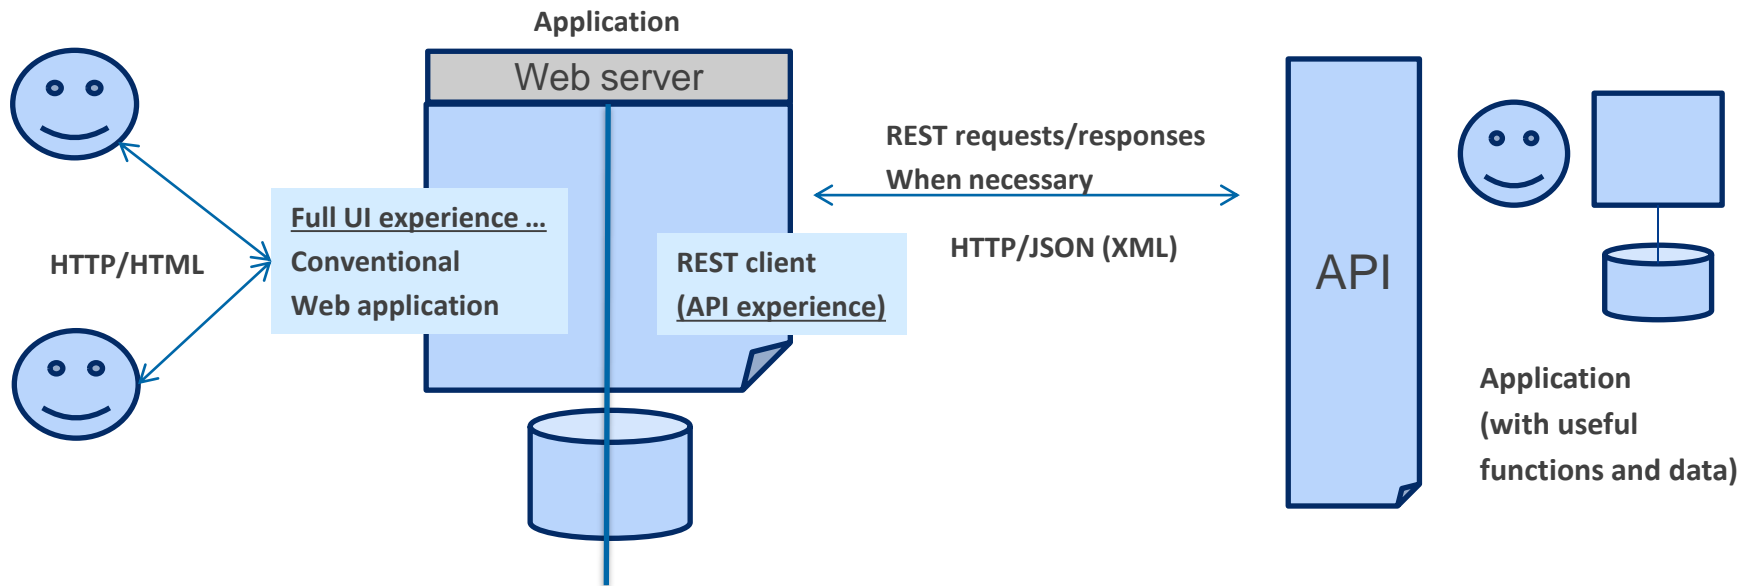 Application
Web server
HTTP/HTML
Full UI experience ...
Conventional
Web application
REST client
(API experience)
REST requests/responses
When necessary
HTTP/JSON (XML)
API
Application
(with useful
functions and data)